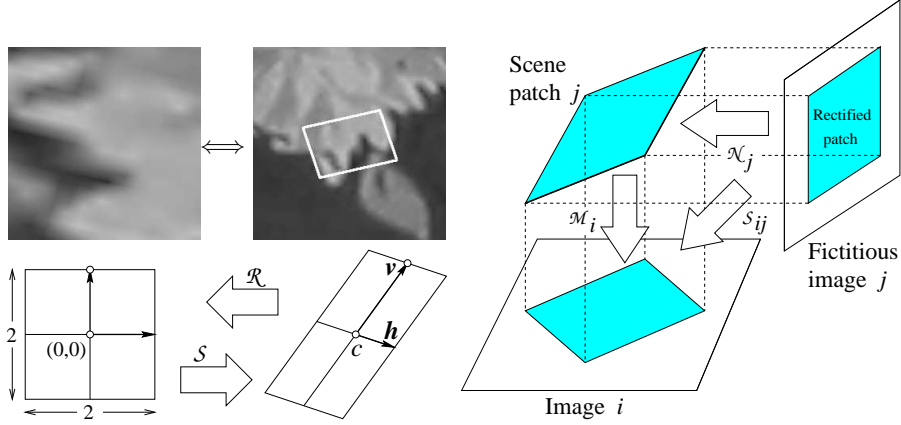 Scene
patch j
Rectified
patch
𝒩j
ℳi
𝒮ij
Fictitious
image j
Image i
v
h
c
ℛ
𝒮
2
(0,0)
2